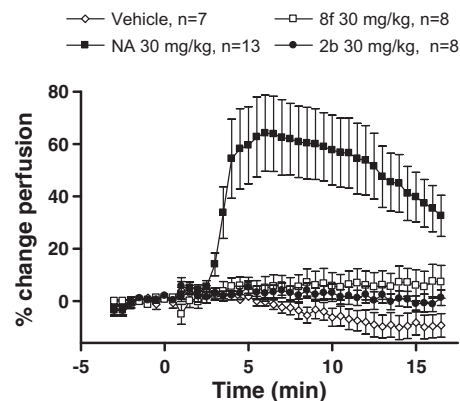 Vehicle, n=7
8f 30 mg/kg, n=8
NA 30 mg/kg, n=13
2b 30 mg/kg, n=8
% change perfusion
80
60
40
20
0
-5 0 5 10 15
Time (min)